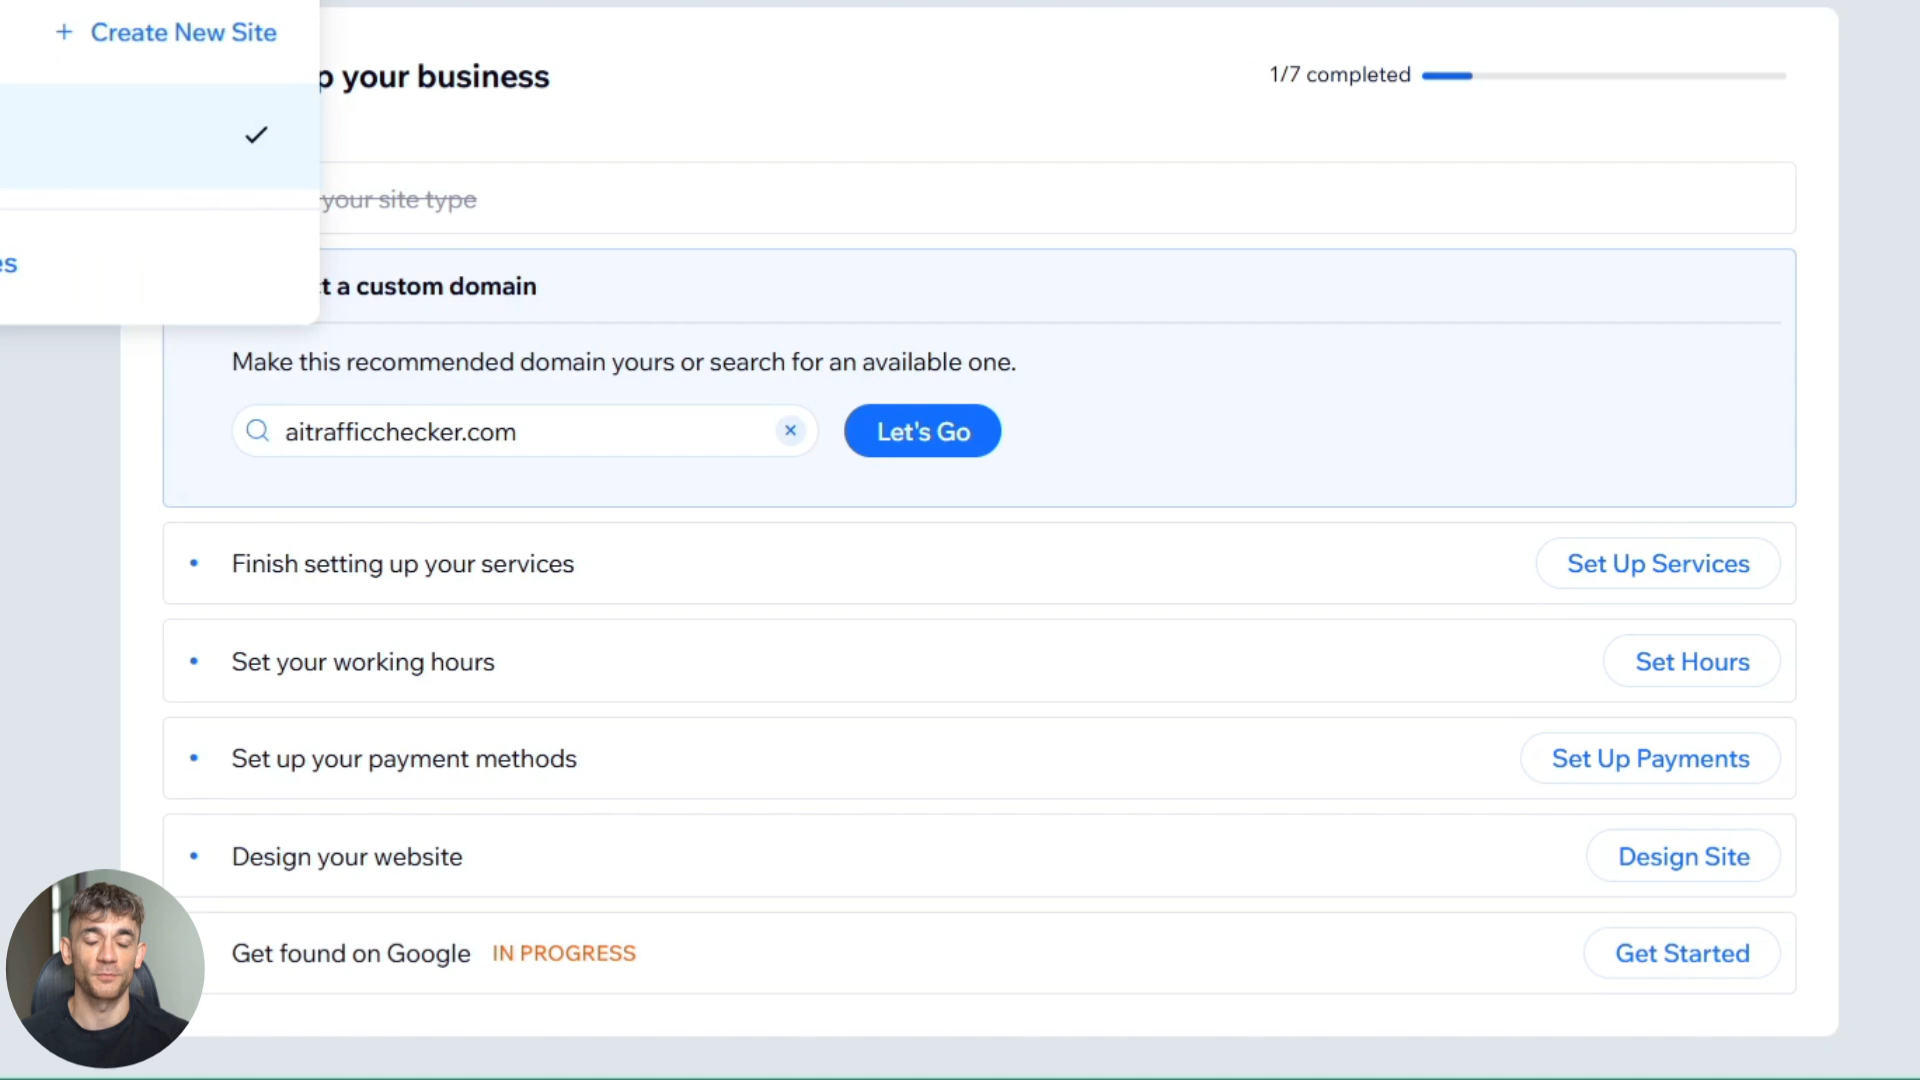 + Create New Site
your business
1/7 completed
your site type
a custom domain
Make this recommended domain yours or search for an available one.
aitrafficchecker.com
Let's Go
Finish setting up your services
Set Up Services
Set your working hours
Set Hours
Set up your payment methods
Set Up Payments
Design your website
Design Site
Get found on Google IN PROGRESS
Get Started